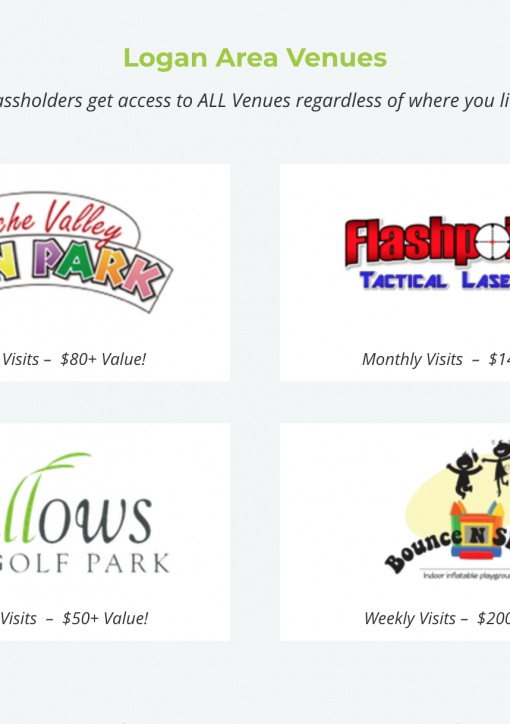 Logan Area Venues
assholders get access to ALL Venues regardless of where you li
che Valley
N PARK
Visits – $80+ Value!
Flashp
TACTICAL LASE
Monthly Visits – $14
llows
GOLF PARK
Visits – $50+ Value!
Bounce N S
Indoor inflatable playgrou
Weekly Visits – $200